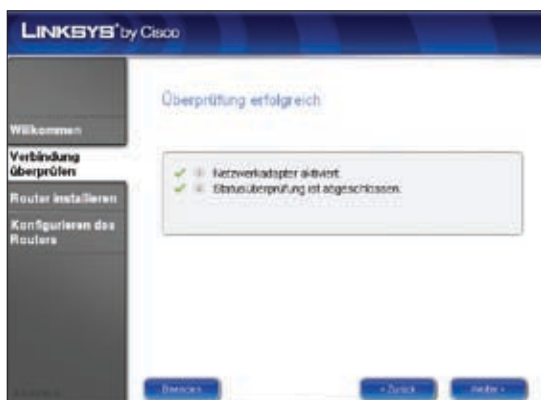 LINKSYS® by Cisco
Überprüfung erfolgreich
Willkommen
Verbindung
überprüfen
Router installieren
Konfigurieren des
Routers
Netzwerkadapter aktiviert.
Statusüberprüfung ist abgeschlossen.
Beenden
‹ Zurück
Weiter ›